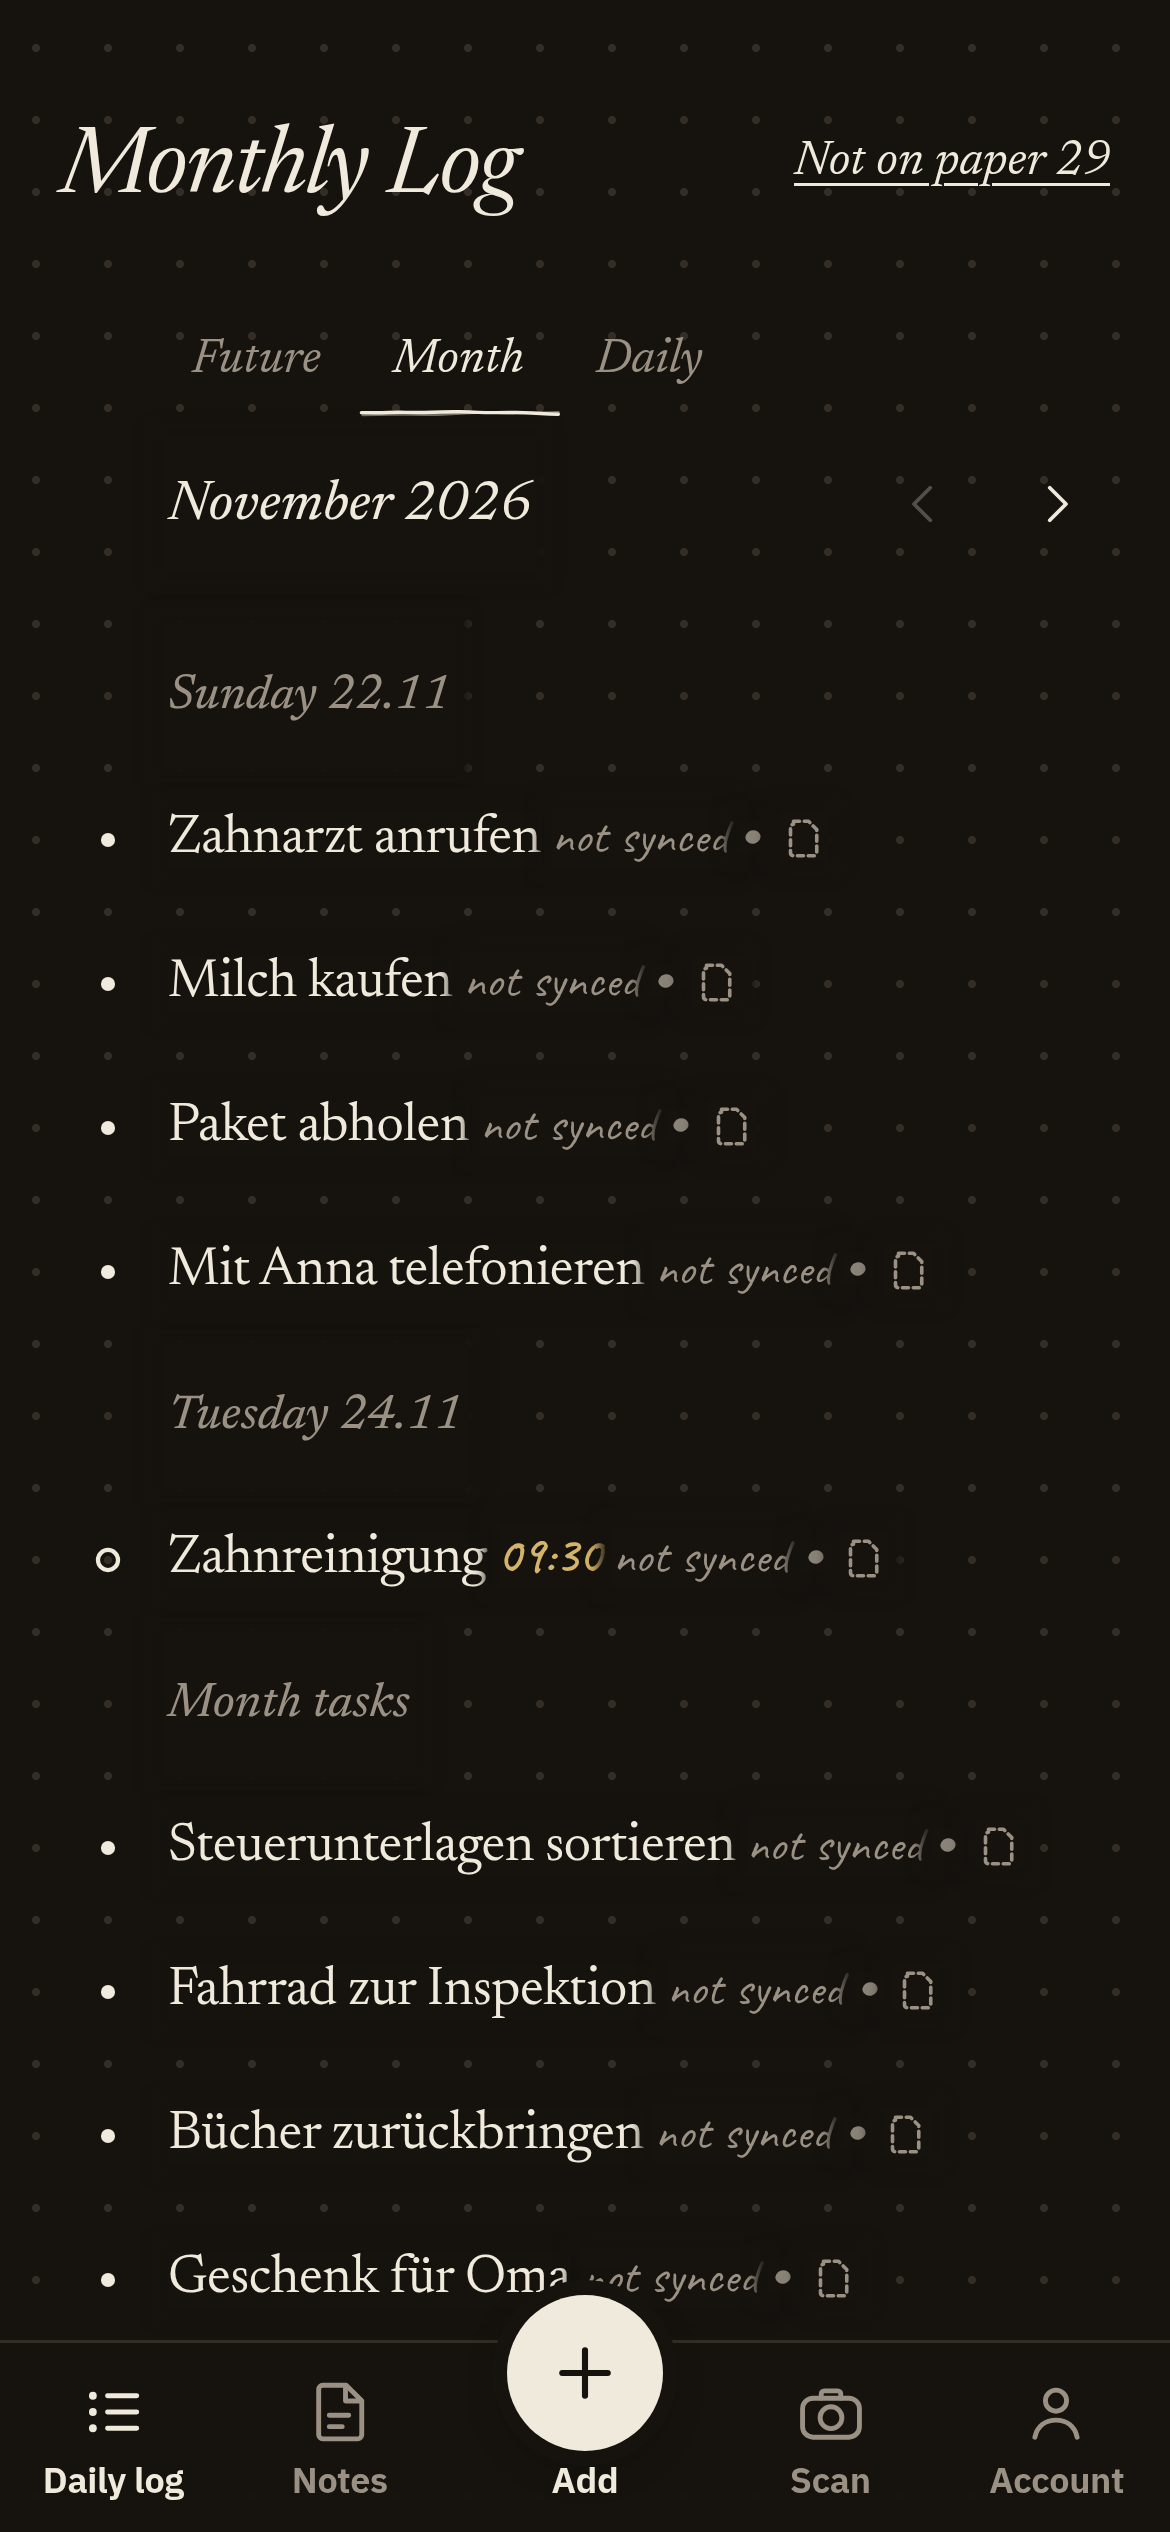 Monthly Log
Not on paper 29
Future Month Daily
November 2026
Sunday 22.11
Zahnarzt anrufen not synced
Milch kaufen not synced
Paket abholen not synced
Mit Anna telefonieren not synced
Tuesday 24.11
Zahnreinigung 09:30 not synced
Month tasks
Steuerunterlagen sortieren not synced
Fahrrad zur Inspektion not synced
Bücher zurückbringen not synced
Geschenk für Oma not synced
Daily log Notes Add Scan Account